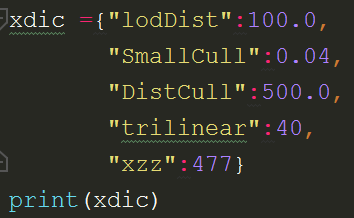 xdic ={"lodDist":100.0,
"SmallCull":0.04,
"DistCull":500.0,
"trilinear":40,
"xzz":477}
print(xdic)